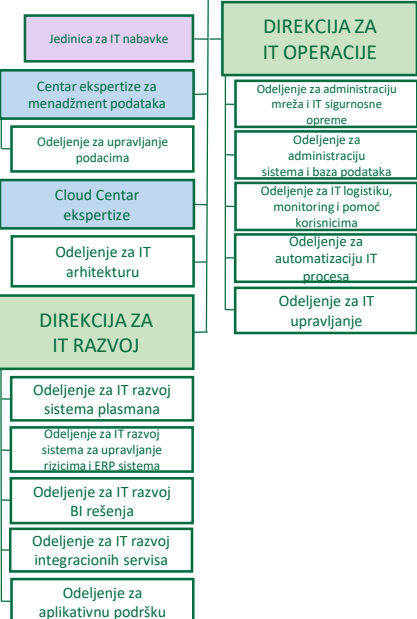 Jedinica za IT nabavke
Centar ekspertize za
menadžment podataka
Odeljenje za upravljanje
podacima
Cloud Centar
ekspertize
Odeljenje za IT
arhitekturu
DIREKCIJA ZA
IT RAZVOJ
Odeljenje za IT razvoj
sistema plasmana
Odeljenje za IT razvoj
sistema za upravljanje
rizicima i ERP sistema
Odeljenje za IT razvoj
BI rešenja
Odeljenje za IT razvoj
integracionih servisa
Odeljenje za
aplikativnu podršku
DIREKCIJA ZA
IT OPERACIJE
Odeljenje za administraciju
mreža i IT sigurnosne
opreme
Odeljenje za
administraciju
sistema i baza podataka
Odeljenje za IT logistiku,
monitoring i pomoć
korisnicima
Odeljenje za
automatizaciju IT
procesa
Odeljenje za IT
upravljanje